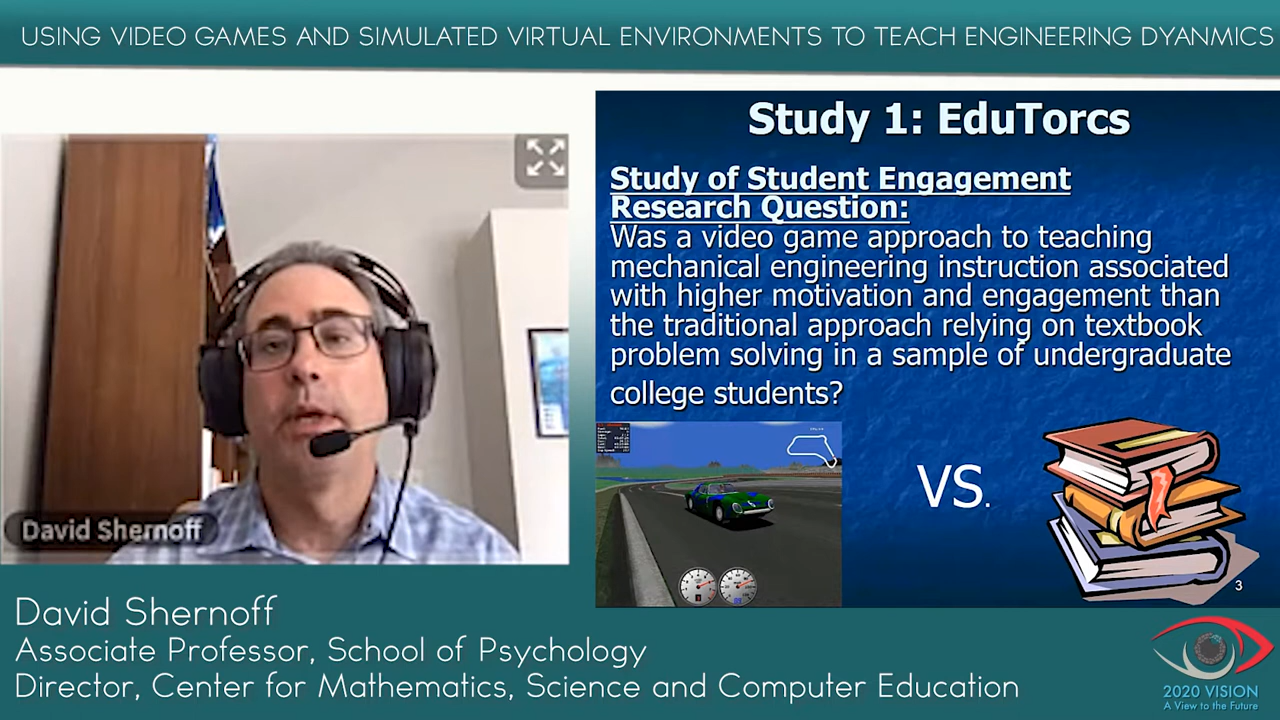 USING VIDEO GAMES AND SIMULATED VIRTUAL ENVIRONMENTS TO TEACH ENGINEERING DYANMICS
Study 1: EduTorcs
Study of Student Engagement
Research Question:
Was a video game approach to teaching
mechanical engineering instruction associated
with higher motivation and engagement than
the traditional approach relying on textbook
problem solving in a sample of undergraduate
college students?
VS.
3
David Shernoff
David Shernoff
Associate Professor, School of Psychology
Director, Center for Mathematics, Science and Computer Education
2020 VISION
A View to the Future